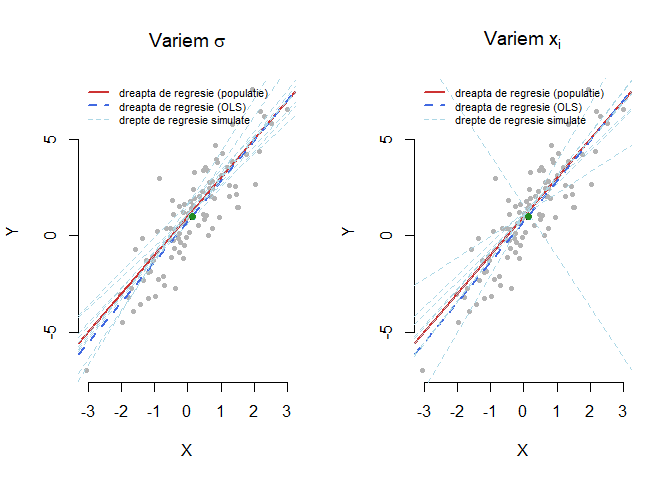 Variem σ
dreapta de regresie (populatie)
dreapta de regresie (OLS)
drepte de regresie simulate
5
0
-5
Y
-3 -2 -1 0 1 2 3
X
Variem xi
dreapta de regresie (populatie)
dreapta de regresie (OLS)
drepte de regresie simulate
5
0
-5
Y
-3 -2 -1 0 1 2 3
X